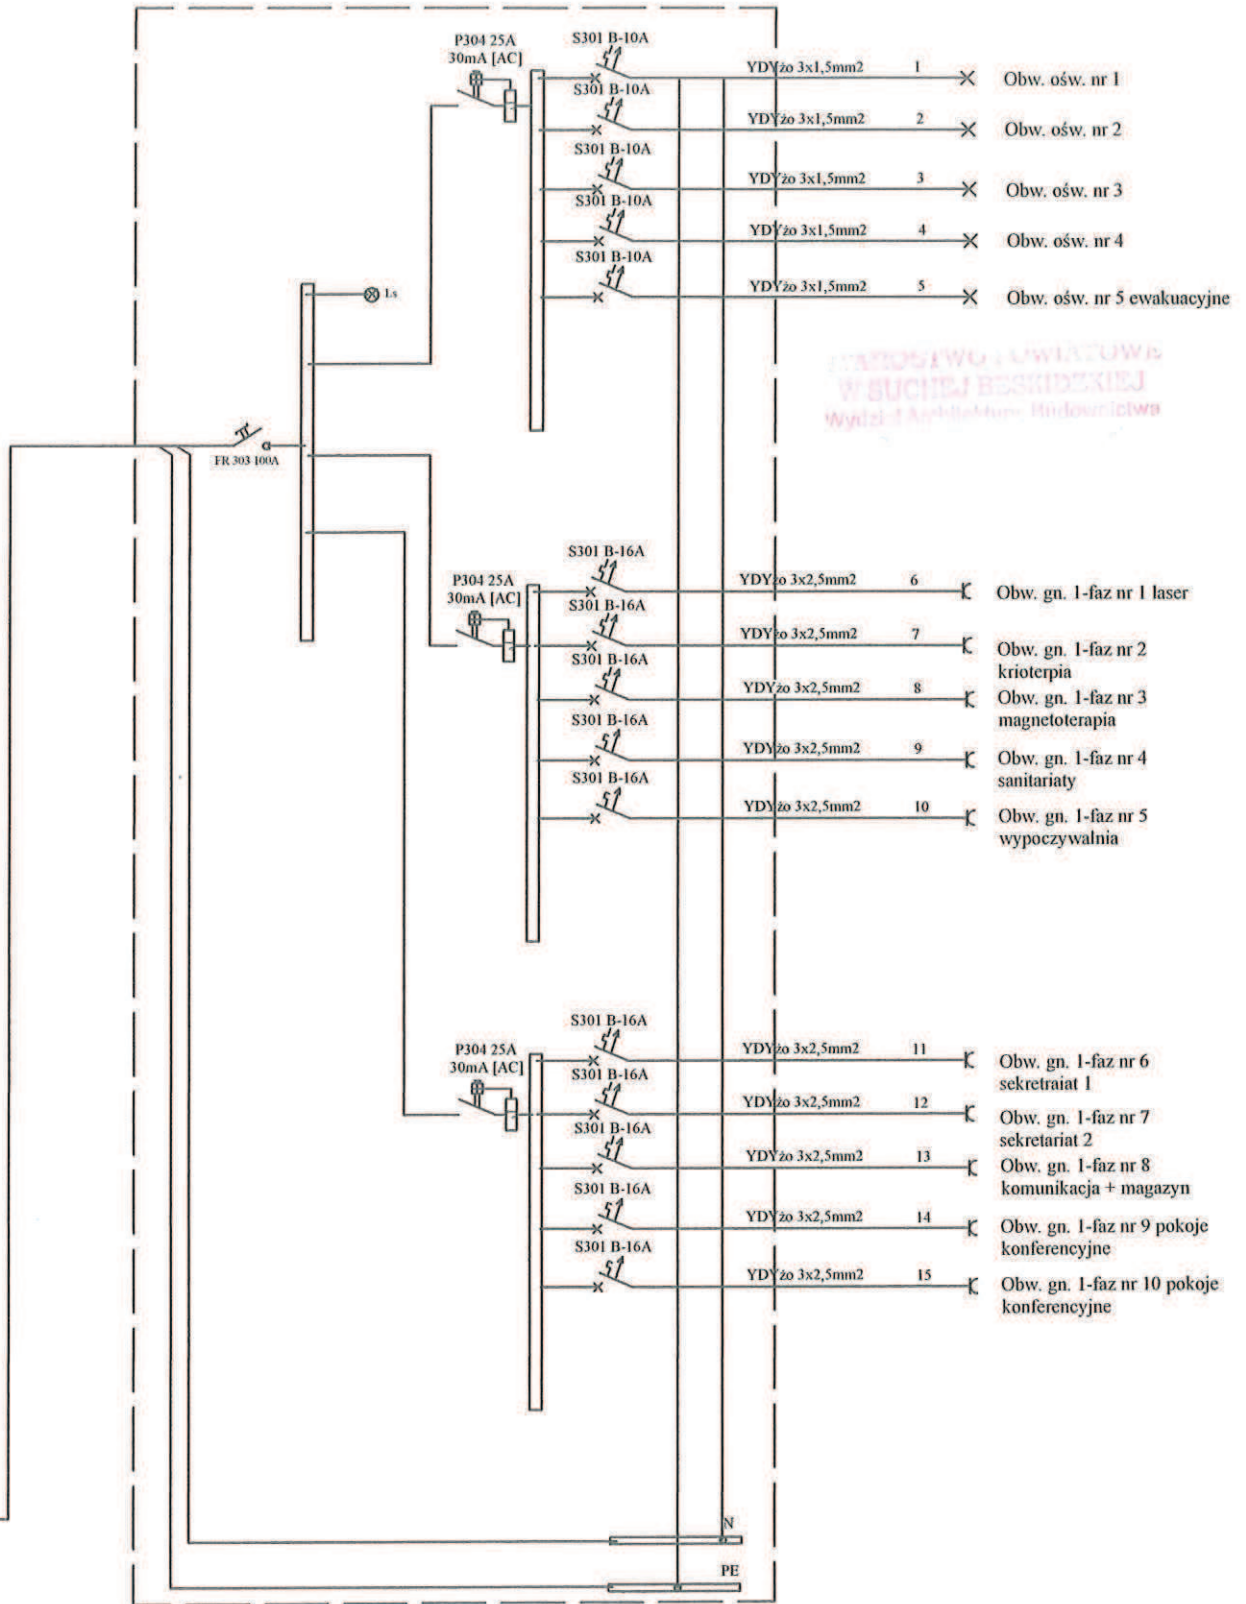 P304 25A
30mA [AC]
S301 B-10A
YDYżo 3x1,5mm2 1 Obw. ośw. nr 1
S301 B-10A
YDYżo 3x1,5mm2 2 Obw. ośw. nr 2
S301 B-10A
YDYżo 3x1,5mm2 3 Obw. ośw. nr 3
S301 B-10A
YDYżo 3x1,5mm2 4 Obw. ośw. nr 4
S301 B-10A
YDYżo 3x1,5mm2 5 Obw. ośw. nr 5 ewakuacyjne
Ls
STAROSTWO POWIATOWE
W SUCHEJ BESKIDZKIEJ
Wydział Architektury Budownictwa
FR 303 100A
P304 25A
30mA [AC]
S301 B-16A
YDYżo 3x2,5mm2 6 Obw. gn. 1-faz nr 1 laser
S301 B-16A
YDYżo 3x2,5mm2 7 Obw. gn. 1-faz nr 2
krioterpia
S301 B-16A
YDYżo 3x2,5mm2 8 Obw. gn. 1-faz nr 3
magnetoterapia
S301 B-16A
YDYżo 3x2,5mm2 9 Obw. gn. 1-faz nr 4
sanitariaty
S301 B-16A
YDYżo 3x2,5mm2 10 Obw. gn. 1-faz nr 5
wypoczywalnia
P304 25A
30mA [AC]
S301 B-16A
YDYżo 3x2,5mm2 11 Obw. gn. 1-faz nr 6
sekretraiat 1
S301 B-16A
YDYżo 3x2,5mm2 12 Obw. gn. 1-faz nr 7
sekretariat 2
S301 B-16A
YDYżo 3x2,5mm2 13 Obw. gn. 1-faz nr 8
komunikacja + magazyn
S301 B-16A
YDYżo 3x2,5mm2 14 Obw. gn. 1-faz nr 9 pokoje
konferencyjne
S301 B-16A
YDYżo 3x2,5mm2 15 Obw. gn. 1-faz nr 10 pokoje
konferencyjne
N
PE